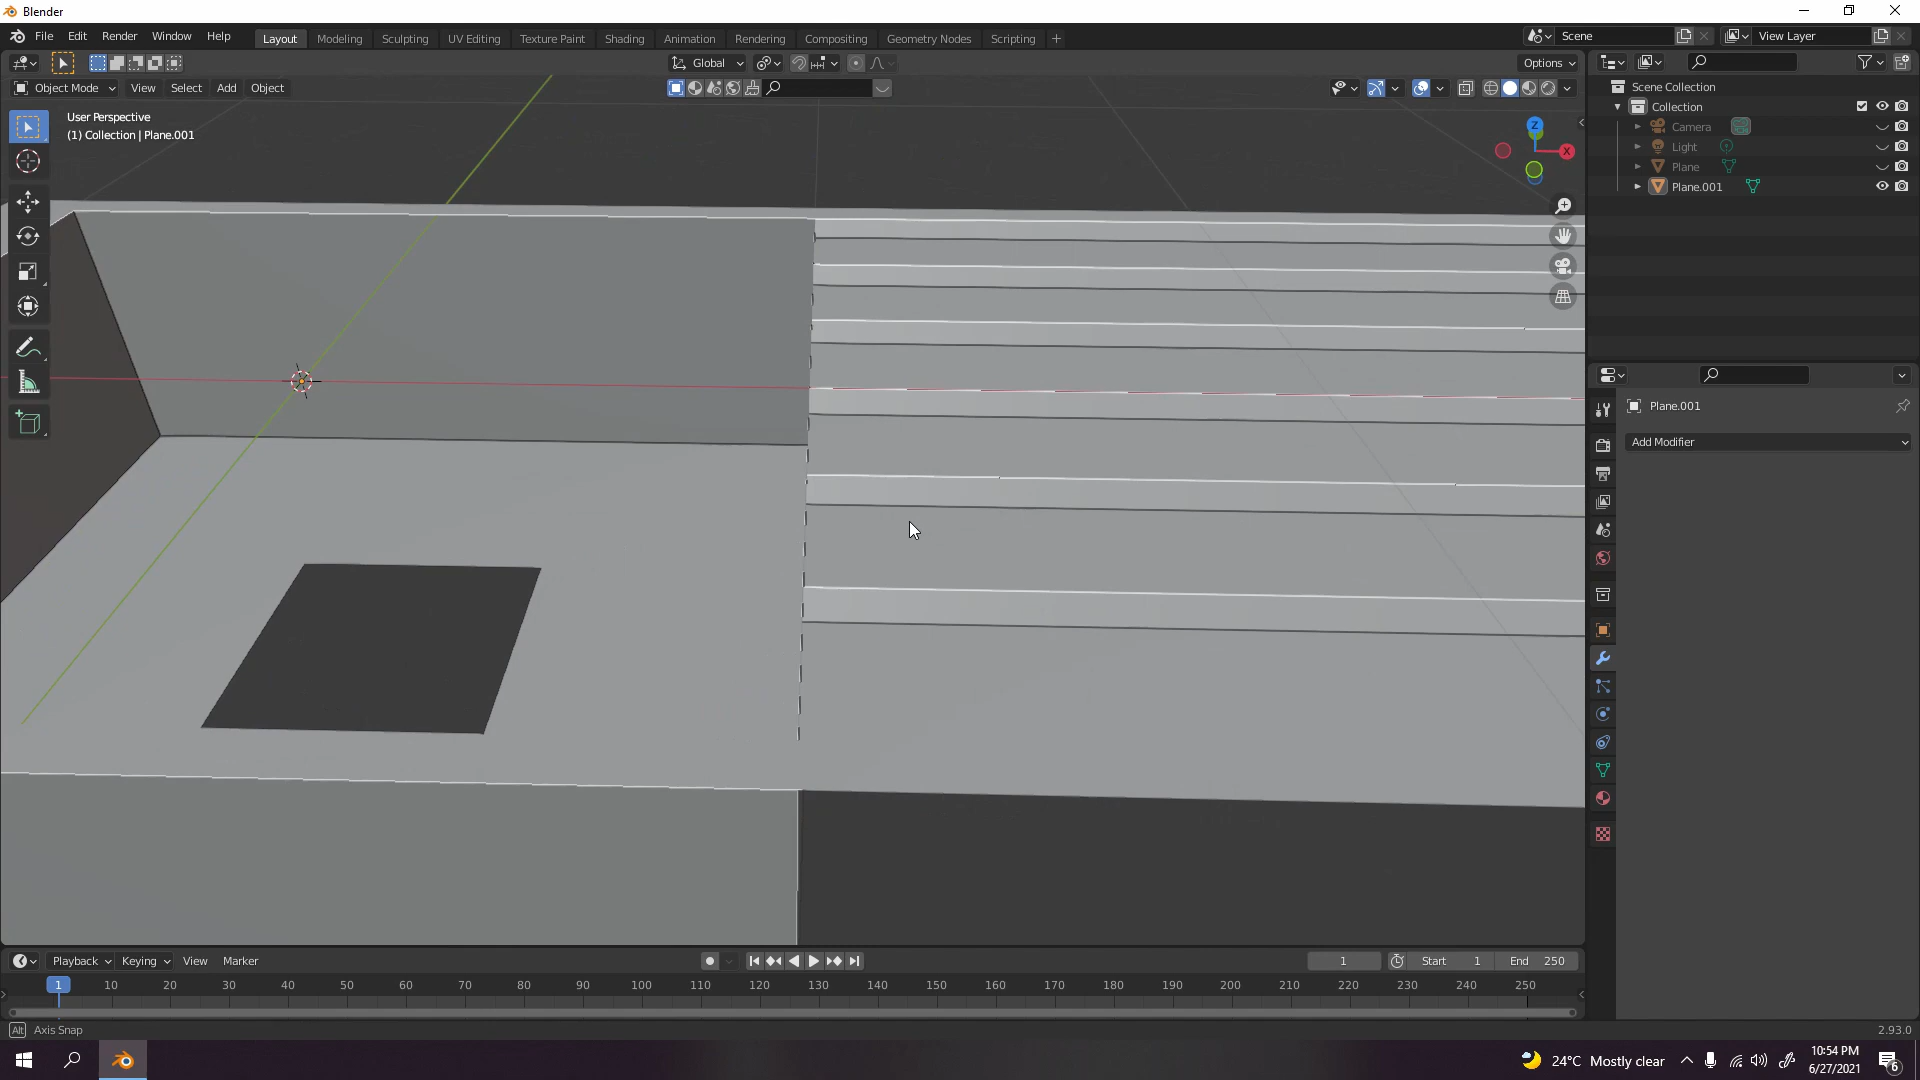 Blender
File Edit Render Window Help Layout Modeling Sculpting UV Editing Texture Paint Shading Animation Rendering Compositing Geometry Nodes Scripting Scene View Layer
Global Options
Object Mode View Select Add Object
User Perspective
(1) Collection | Plane.001
Z
X
Scene Collection
Collection
Camera
Light
Plane
Plane.001
Plane.001
Add Modifier
Playback Keying View Marker 1 Start 1 End 250
1 10 20 30 40 50 60 70 80 90 100 110 120 130 140 150 160 170 180 190 200 210 220 230 240 250
Alt Axis Snap 2.93.0
24°C Mostly clear
10:54 PM
6/27/2021
6